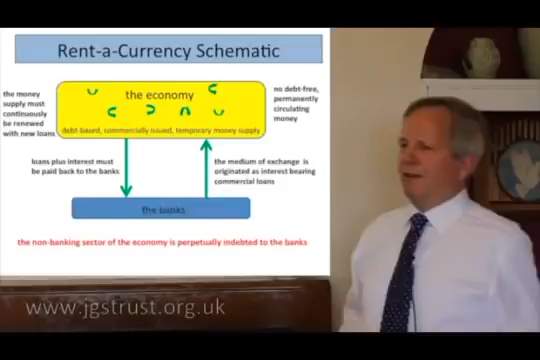 Rent-a-Currency Schematic
the money
supply must
continuously
be renewed
with new loans
the economy
debt-based, commercially issued, temporary money supply
no debt-free,
permanently
circulating
money
loans plus interest must
be paid back to the banks
the medium of exchange is
originated as interest bearing
commercial loans
the banks
the non-banking sector of the economy is perpetually indebted to the banks
www.jgstrust.org.uk